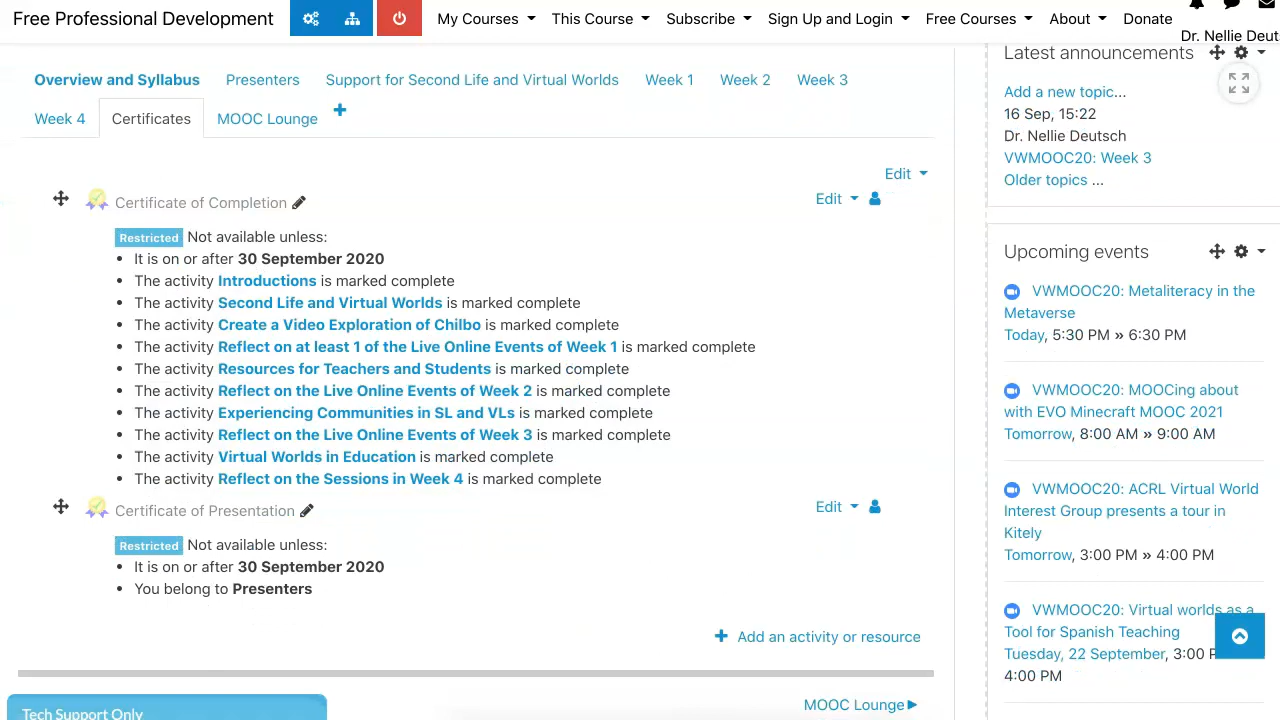 Free Professional Development
My Courses This Course Subscribe Sign Up and Login Free Courses About Donate
Dr. Nellie Deuts
Overview and Syllabus Presenters Support for Second Life and Virtual Worlds Week 1 Week 2 Week 3
Week 4 Certificates MOOC Lounge
Edit
Certificate of Completion Edit
Restricted Not available unless:
• It is on or after 30 September 2020
• The activity Introductions is marked complete
• The activity Second Life and Virtual Worlds is marked complete
• The activity Create a Video Exploration of Chilbo is marked complete
• The activity Reflect on at least 1 of the Live Online Events of Week 1 is marked complete
• The activity Resources for Teachers and Students is marked complete
• The activity Reflect on the Live Online Events of Week 2 is marked complete
• The activity Experiencing Communities in SL and VLs is marked complete
• The activity Reflect on the Live Online Events of Week 3 is marked complete
• The activity Virtual Worlds in Education is marked complete
• The activity Reflect on the Sessions in Week 4 is marked complete
Certificate of Presentation Edit
Restricted Not available unless:
• It is on or after 30 September 2020
• You belong to Presenters
Add an activity or resource
MOOC Lounge
Tech Support Only
Latest announcements
Add a new topic...
16 Sep, 15:22
Dr. Nellie Deutsch
VWMOOC20: Week 3
Older topics ...
Upcoming events
VWMOOC20: Metaliteracy in the
Metaverse
Today, 5:30 PM » 6:30 PM
VWMOOC20: MOOCing about
with EVO Minecraft MOOC 2021
Tomorrow, 8:00 AM » 9:00 AM
VWMOOC20: ACRL Virtual World
Interest Group presents a tour in
Kitely
Tomorrow, 3:00 PM » 4:00 PM
VWMOOC20: Virtual worlds as a
Tool for Spanish Teaching
Tuesday, 22 September, 3:00 P
4:00 PM